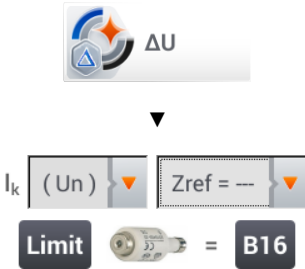 ΔU
▼
Ik ( Un ) Zref = ---
Limit = B16